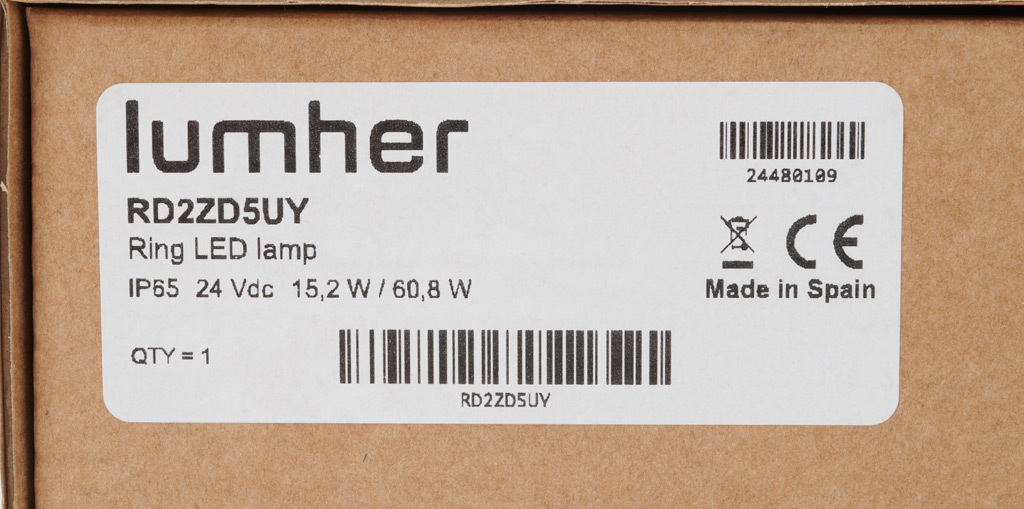 lumher
24480109
RD2ZD5UY
Ring LED lamp
CE
IP65 24 Vdc 15,2 W / 60,8 W
Made in Spain
QTY = 1
RD2ZD5UY